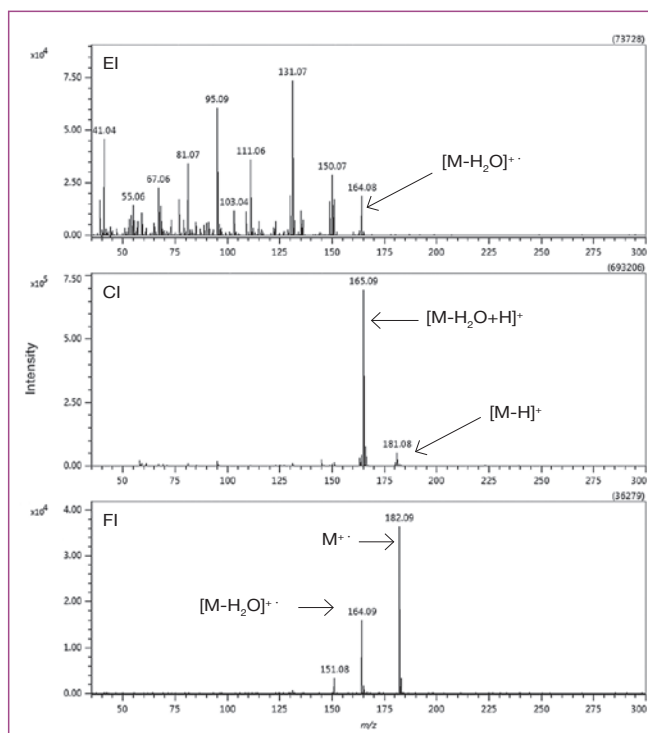 (73728)
x10⁴
EI
7.50
131.07
95.09
5.00
41.04
81.07
111.06
[M-H₂O]⁺·
150.07
2.50
67.06
164.08
55.06
103.04
0.00
50 75 100 125 150 175 200 225 250 275 300
(693206)
x10⁵
CI
165.09
[M-H₂O+H]⁺
5.00
[M-H]⁺
2.50
181.08
0.00
50 75 100 125 150 175 200 225 250 275 300
Intensity
(36279)
x10⁴
FI
4.00
182.09
M⁺·
3.00
[M-H₂O]⁺·
2.00
164.09
1.00
151.08
0.00
50 75 100 125 150 175 200 225 250 275 300
m/z